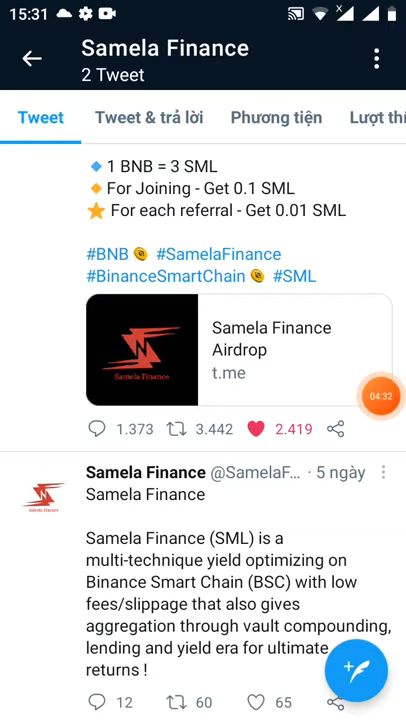 15:31
Samela Finance
2 Tweet
Tweet Tweet & trả lời Phương tiện Lượt thí
1 BNB = 3 SML
For Joining - Get 0.1 SML
For each referral - Get 0.01 SML
#BNB #SamelaFinance
#BinanceSmartChain #SML
Samela Finance
Airdrop
t.me
Samela Finance
04:32
1.373 3.442 2.419
Samela Finance @SamelaF... · 5 ngày
Samela Finance
Samela Finance (SML) is a
multi-technique yield optimizing on
Binance Smart Chain (BSC) with low
fees/slippage that also gives
aggregation through vault compounding,
lending and yield era for ultimate
returns !
12 60 65